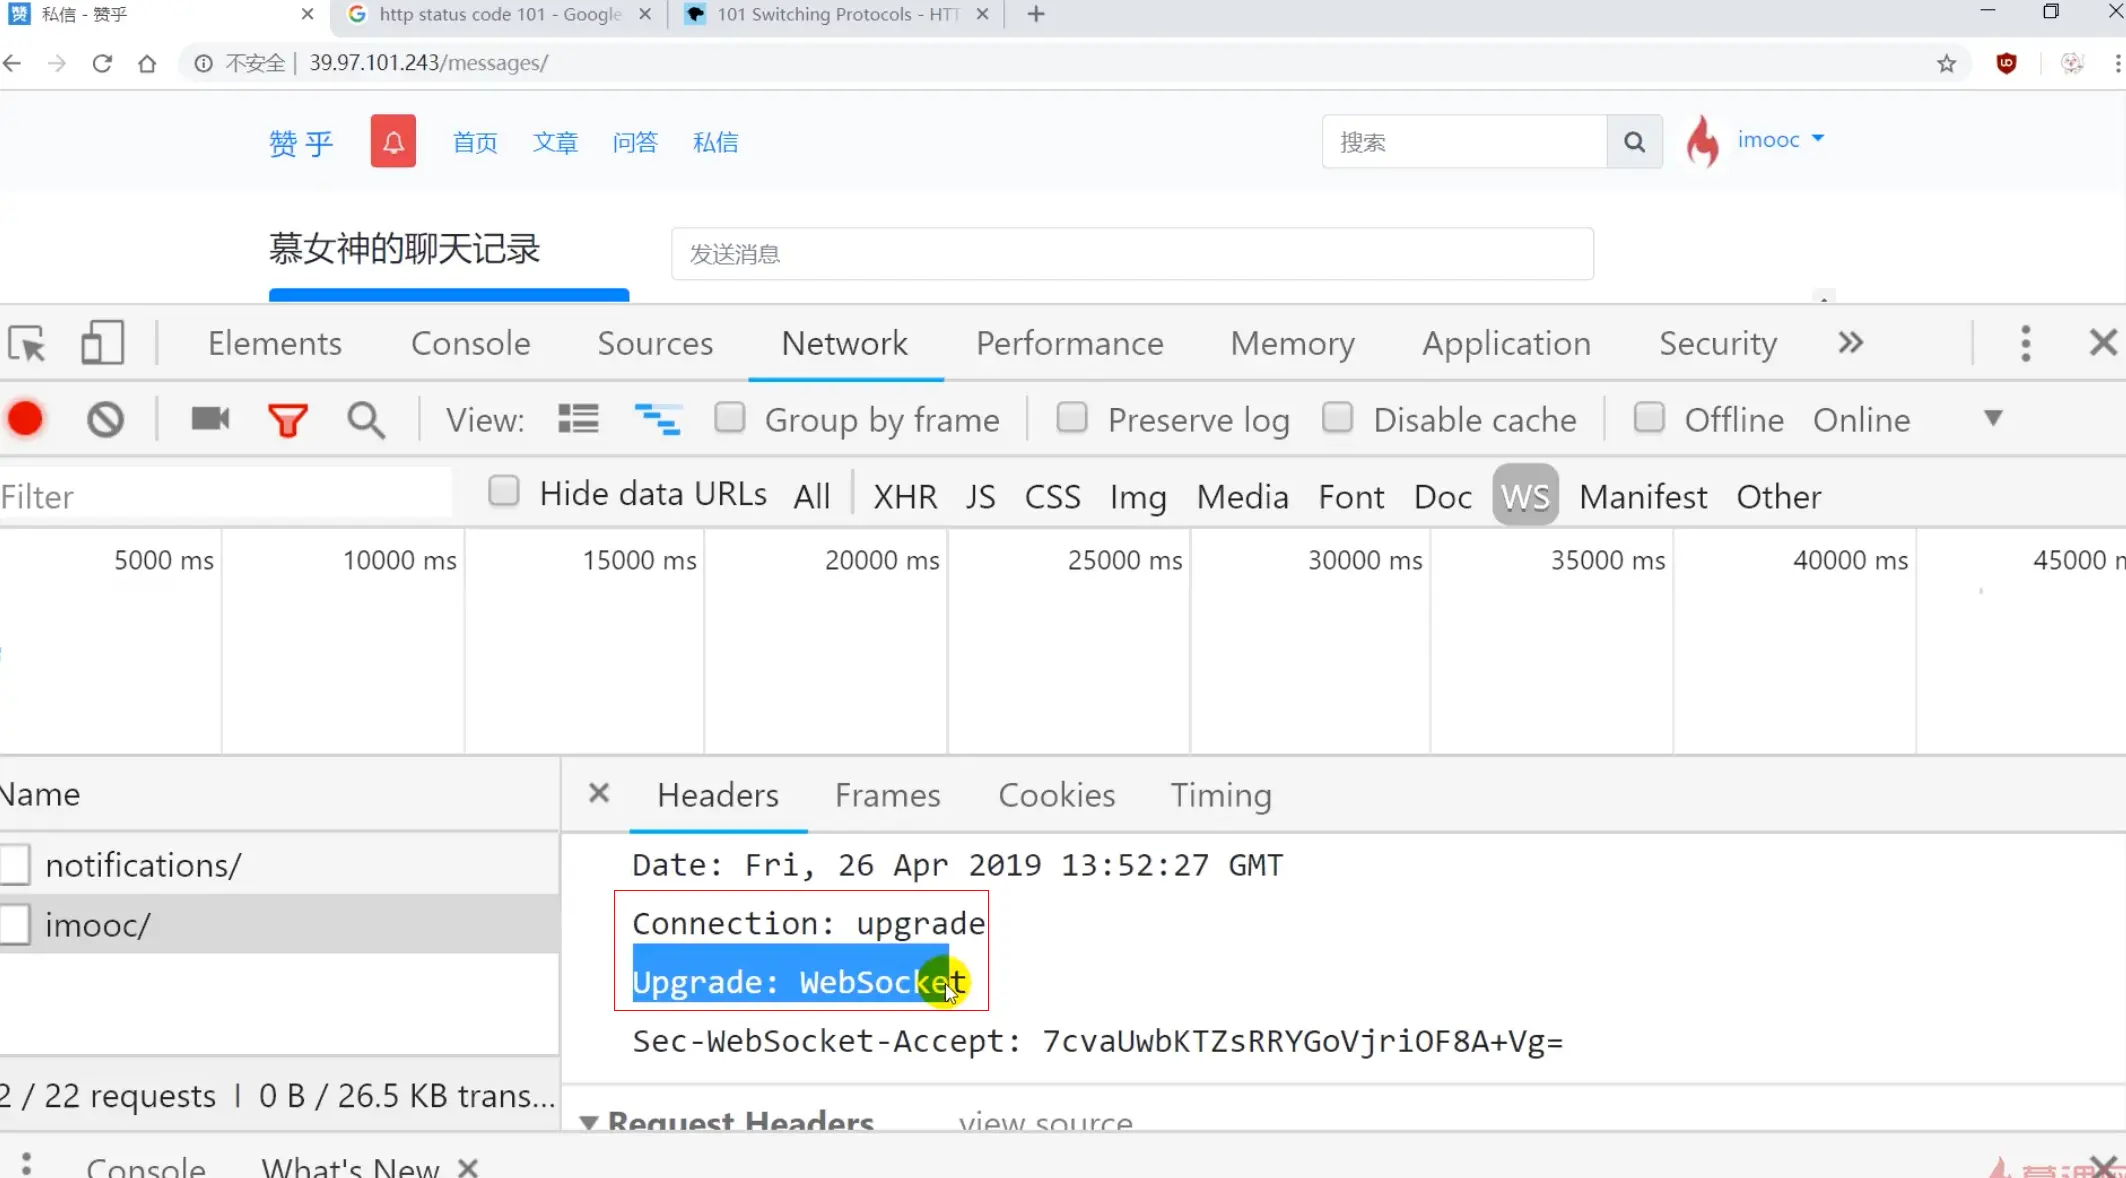 赞 私信 - 赞乎
http status code 101 - Google
101 Switching Protocols - HTT
不安全 39.97.101.243/messages/
赞乎 首页 文章 问答 私信 搜索 imooc
慕女神的聊天记录 发送消息
Elements Console Sources Network Performance Memory Application Security
View: Group by frame Preserve log Disable cache Offline Online
Filter Hide data URLs All XHR JS CSS Img Media Font Doc WS Manifest Other
5000 ms 10000 ms 15000 ms 20000 ms 25000 ms 30000 ms 35000 ms 40000 ms 45000 m
Name Headers Frames Cookies Timing
notifications/
imooc/
Date: Fri, 26 Apr 2019 13:52:27 GMT
Connection: upgrade
Upgrade: WebSocket
Sec-WebSocket-Accept: 7cvaUwbKTZsRRYGoVjriOF8A+Vg=
2 / 22 requests | 0 B / 26.5 KB trans...
Request Headers view source
Console What's New